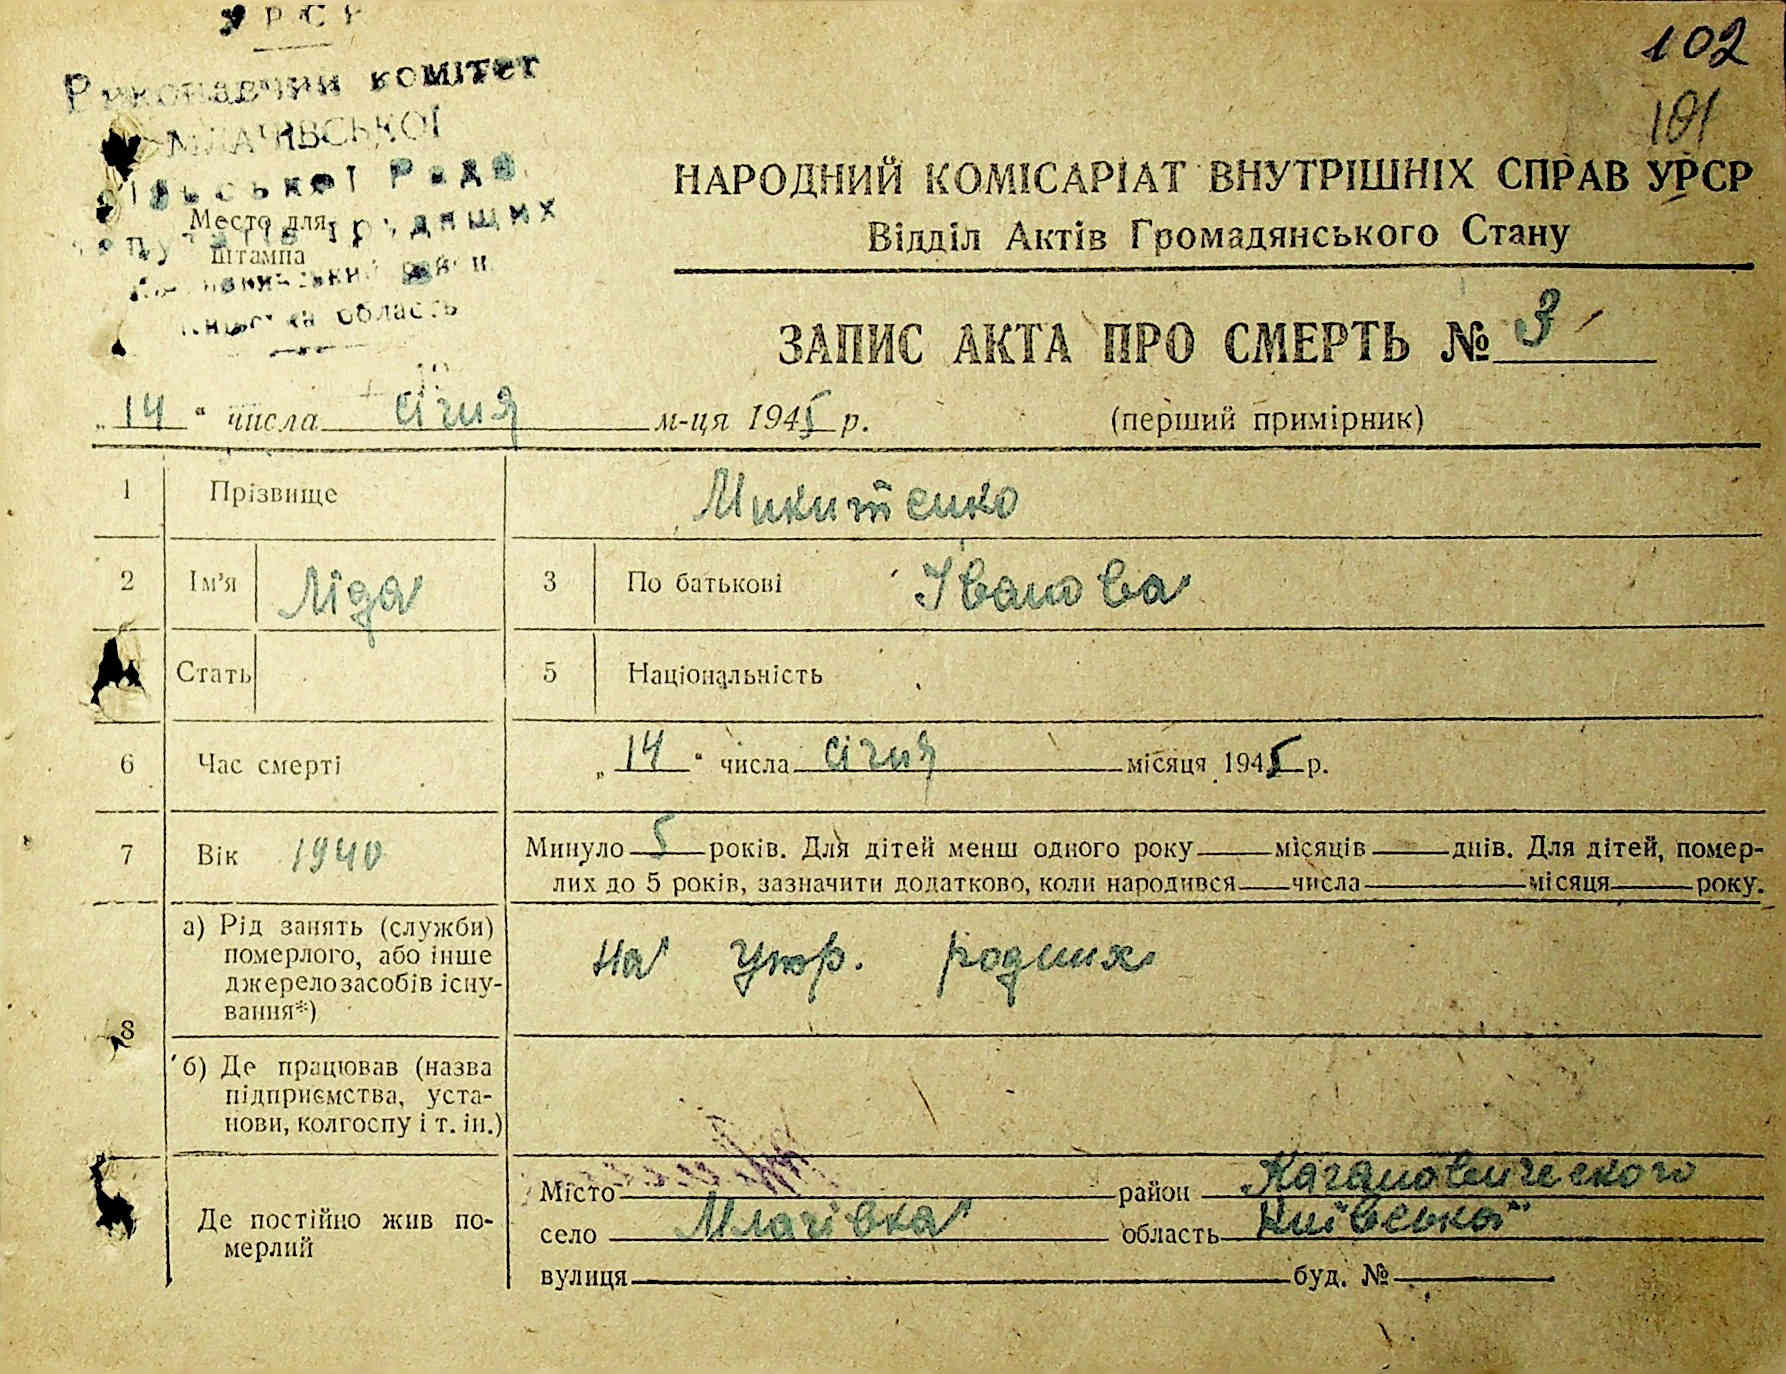 УРСР
102
101
Виконавчий комітет
МЛАЧІВСЬКОЇ
сільської Ради
депутатів трудящих
Место для
штампа
район
Київська область
НАРОДНИЙ КОМІСАРІАТ ВНУТРІШНІХ СПРАВ УРСР
Відділ Актів Громадянського Стану
ЗАПИС АКТА ПРО СМЕРТЬ № 3
„14“ числа січня м-ця 1945 р. (перший примірник)
1 Прізвище Микитенко
2 Ім'я Ліда 3 По батькові Іванова
Стать 5 Національність
6 Час смерті „14“ числа січня місяця 1945 р.
7 Вік 1940 Минуло 5 років. Для дітей менш одного року місяців днів. Для дітей, помер-
лих до 5 років, зазначити додатково, коли народився числа місяця року.
8
а) Рід занять (служби)
померлого, або інше
джерело засобів існу-
вання*)
на утр. родних
б) Де працював (назва
підприємства, уста-
нови, колгоспу і т. ін.)
Де постійно жив по-
мерлий
Місто район Кагановического
село Млачівка область Київської
вулиця буд. №